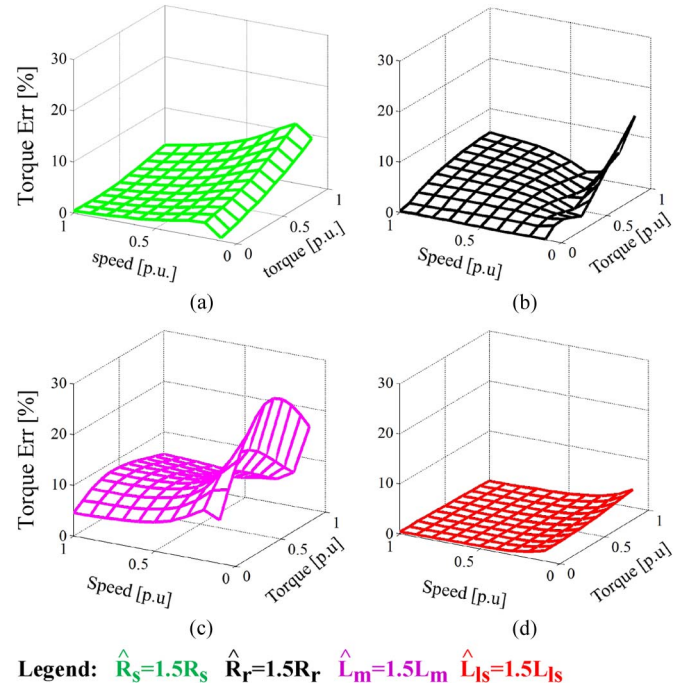 30
20
10
0
Torque Err [%]
1
0.5
0
speed [p.u.]
0
0.5
1
torque [p.u.]
(a)
30
20
10
0
1
0.5
0
Speed [p.u]
0
0.5
1
Torque [p.u]
(b)
30
20
10
0
Torque Err [%]
1
0.5
0
Speed [p.u]
0
0.5
1
Torque [p.u]
(c)
30
20
10
0
1
0.5
0
Speed [p.u]
0
0.5
1
Torque [p.u]
(d)
Legend: R̂s=1.5Rs R̂r=1.5Rr L̂m=1.5Lm L̂ls=1.5Lls